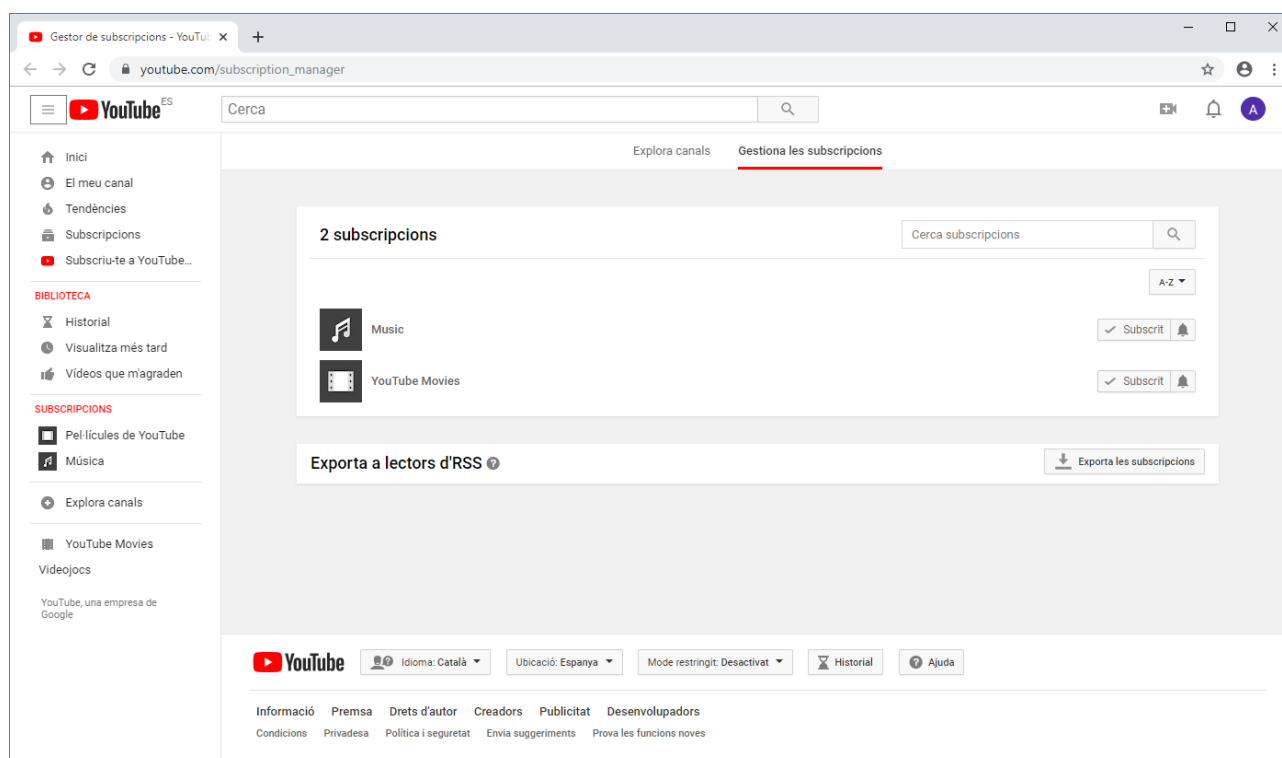 Gestor de subscripcions - YouTub
youtube.com/subscription_manager
YouTube ES
Cerca
A
Explora canals Gestiona les subscripcions
Inici
El meu canal
Tendències
Subscripcions
Subscriu-te a YouTube...
BIBLIOTECA
Historial
Visualitza més tard
Vídeos que m'agraden
SUBSCRIPCIONS
Pel·lícules de YouTube
Música
Explora canals
YouTube Movies
Videojocs
YouTube, una empresa de
Google
2 subscripcions
Cerca subscripcions
A-Z
Music
Subscrit
YouTube Movies
Subscrit
Exporta a lectors d'RSS
Exporta les subscripcions
YouTube
Idioma: Català
Ubicació: Espanya
Mode restringit: Desactivat
Historial
Ajuda
Informació Premsa Drets d'autor Creadors Publicitat Desenvolupadors
Condicions Privadesa Política i seguretat Envia suggeriments Prova les funcions noves